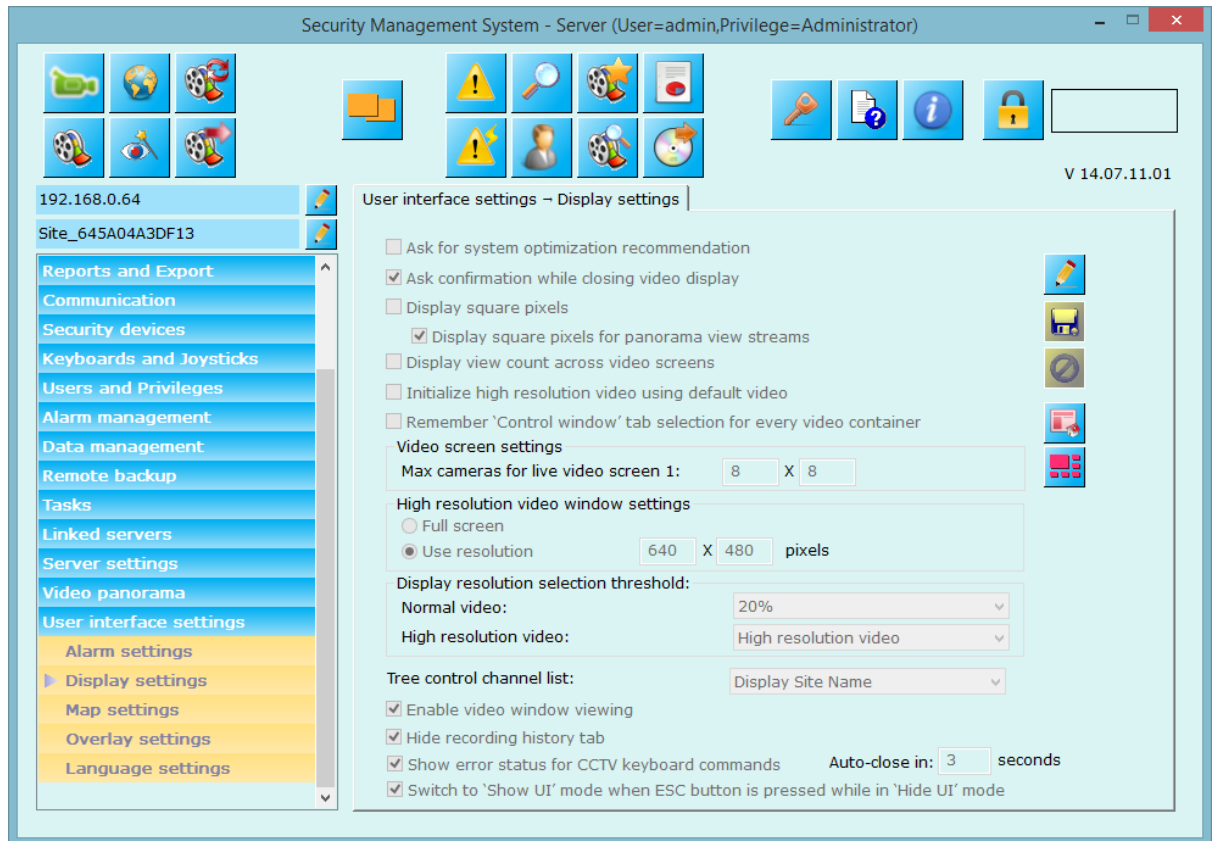 Security Management System - Server (User=admin,Privilege=Administrator)
V 14.07.11.01
192.168.0.64
Site_645A04A3DF13
Reports and Export
Communication
Security devices
Keyboards and Joysticks
Users and Privileges
Alarm management
Data management
Remote backup
Tasks
Linked servers
Server settings
Video panorama
User interface settings
Alarm settings
Display settings
Map settings
Overlay settings
Language settings
User interface settings → Display settings
Ask for system optimization recommendation
Ask confirmation while closing video display
Display square pixels
Display square pixels for panorama view streams
Display view count across video screens
Initialize high resolution video using default video
Remember ‘Control window’ tab selection for every video container
Video screen settings
Max cameras for live video screen 1: 8 X 8
High resolution video window settings
Full screen
Use resolution 640 X 480 pixels
Display resolution selection threshold:
Normal video: 20%
High resolution video: High resolution video
Tree control channel list: Display Site Name
Enable video window viewing
Hide recording history tab
Show error status for CCTV keyboard commands Auto-close in: 3 seconds
Switch to ‘Show UI’ mode when ESC button is pressed while in ‘Hide UI’ mode